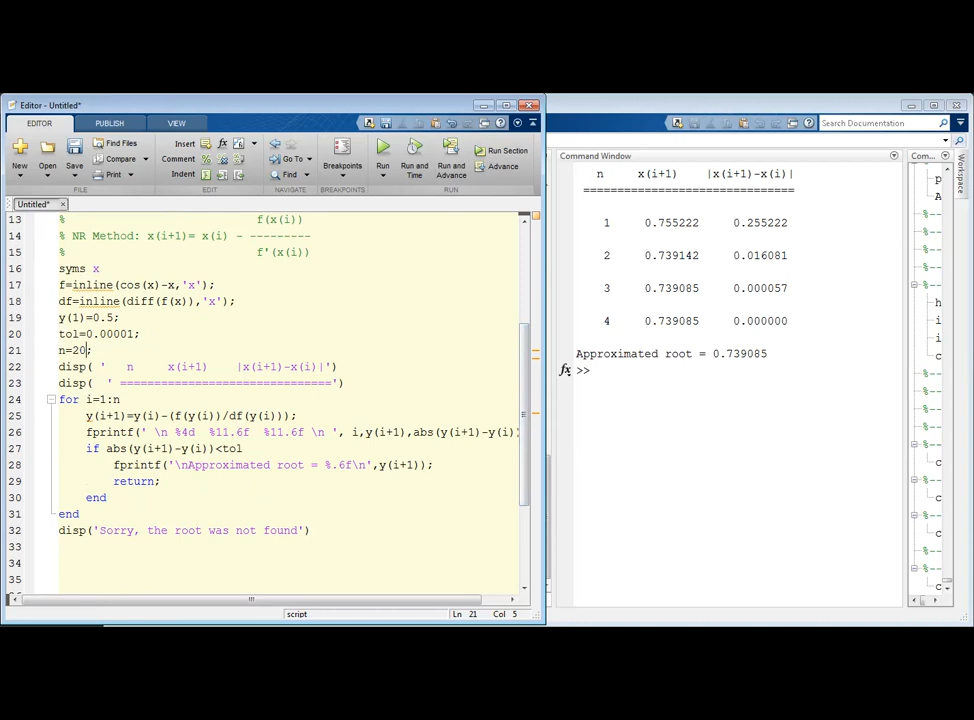 Editor - Untitled*
EDITOR PUBLISH VIEW
Search Documentation
New Open Save Find Files Compare Print Insert Comment Indent Go To Find Breakpoints Run Run and Time Run and Advance Run Section Advance
FILE EDIT NAVIGATE BREAKPOINTS RUN
Untitled*
13 % f(x(i))
14 % NR Method: x(i+1)= x(i) - ---------
15 % f'(x(i))
16 syms x
17 f=inline(cos(x)-x,'x');
18 df=inline(diff(f(x)),'x');
19 y(1)=0.5;
20 tol=0.00001;
21 n=20;
22 disp( ' n x(i+1) |x(i+1)-x(i)|')
23 disp( ' ===============================')
24 for i=1:n
25 y(i+1)=y(i)-(f(y(i))/df(y(i)));
26 fprintf(' \n %4d %11.6f %11.6f \n ', i,y(i+1),abs(y(i+1)-y(i))
27 if abs(y(i+1)-y(i))<tol
28 fprintf('\nApproximated root = %.6f\n',y(i+1));
29 return;
30 end
31 end
32 disp('Sorry, the root was not found')
33
34
35
script Ln 21 Col 5
Command Window
n x(i+1) |x(i+1)-x(i)|
===============================
1 0.755222 0.255222
2 0.739142 0.016081
3 0.739085 0.000057
4 0.739085 0.000000
Approximated root = 0.739085
fx >>
Com...
Workspace